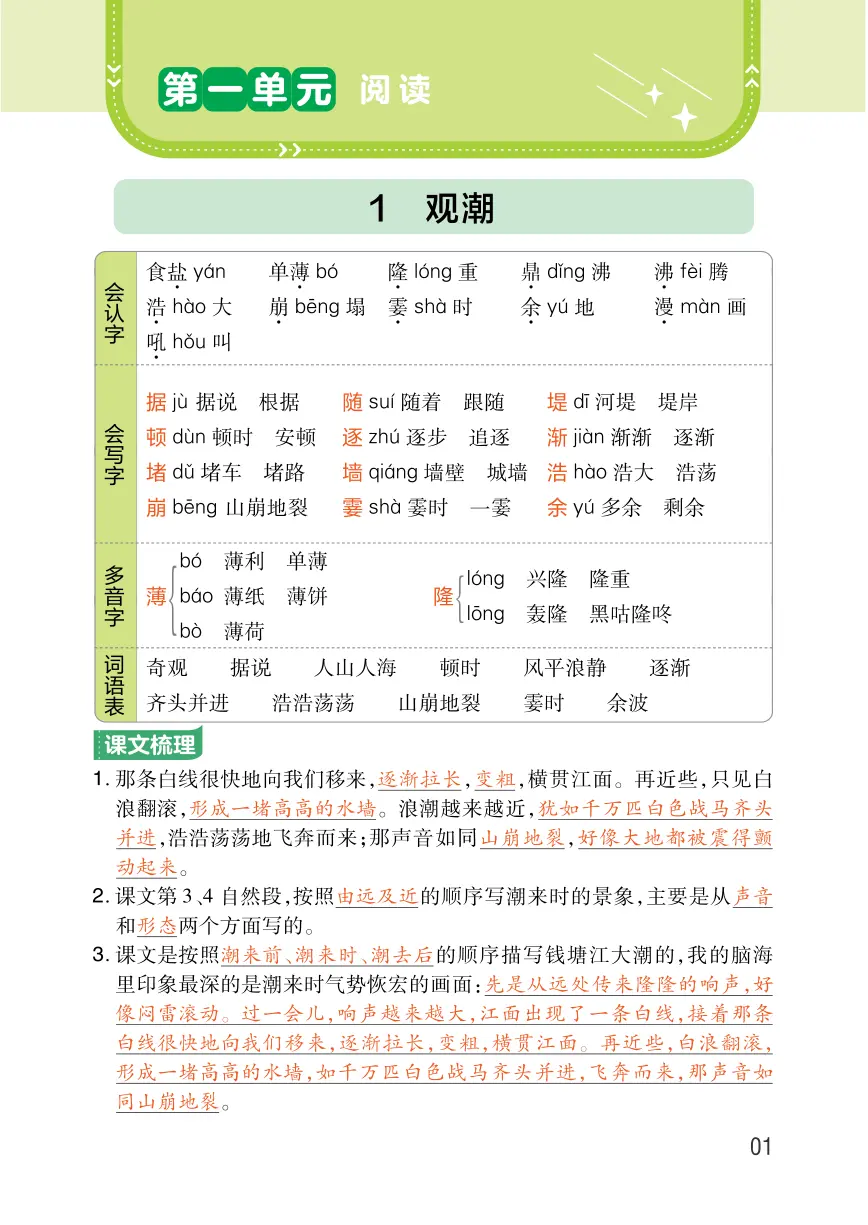 第一单元 阅读
1 观潮
会认字
食盐 yán 单薄 bó 隆 lóng 重 鼎 dǐng 沸 沸 fèi 腾
浩 hào 大 崩 bēng 塌 霎 shà 时 余 yú 地 漫 màn 画
吼 hǒu 叫
会写字
据 jù 据说 根据 随 suí 随着 跟随 堤 dī 河堤 堤岸
顿 dùn 顿时 安顿 逐 zhú 逐步 追逐 渐 jiàn 渐渐 逐渐
堵 dǔ 堵车 堵路 墙 qiáng 墙壁 城墙 浩 hào 浩大 浩荡
崩 bēng 山崩地裂 霎 shà 霎时 一霎 余 yú 多余 剩余
多音字
薄
bó 薄利 单薄
báo 薄纸 薄饼
bò 薄荷
隆
lóng 兴隆 隆重
lōng 轰隆 黑咕隆咚
词语表
奇观 据说 人山人海 顿时 风平浪静 逐渐
齐头并进 浩浩荡荡 山崩地裂 霎时 余波
课文梳理
1. 那条白线很快地向我们移来,逐渐拉长,变粗,横贯江面。再近些,只见白
浪翻滚,形成一堵高高的水墙。浪潮越来越近,犹如千万匹白色战马齐头
并进,浩浩荡荡地飞奔而来;那声音如同山崩地裂,好像大地都被震得颤
动起来。
2. 课文第 3、4 自然段,按照由远及近的顺序写潮来时的景象,主要是从声音
和形态两个方面写的。
3. 课文是按照潮来前、潮来时、潮去后的顺序描写钱塘江大潮的,我的脑海
里印象最深的是潮来时气势恢宏的画面:先是从远处传来隆隆的响声,好
像闷雷滚动。过一会儿,响声越来越大,江面出现了一条白线,接着那条
白线很快地向我们移来,逐渐拉长,变粗,横贯江面。再近些,白浪翻滚,
形成一堵高高的水墙,如千万匹白色战马齐头并进,飞奔而来,那声音如
同山崩地裂。
01